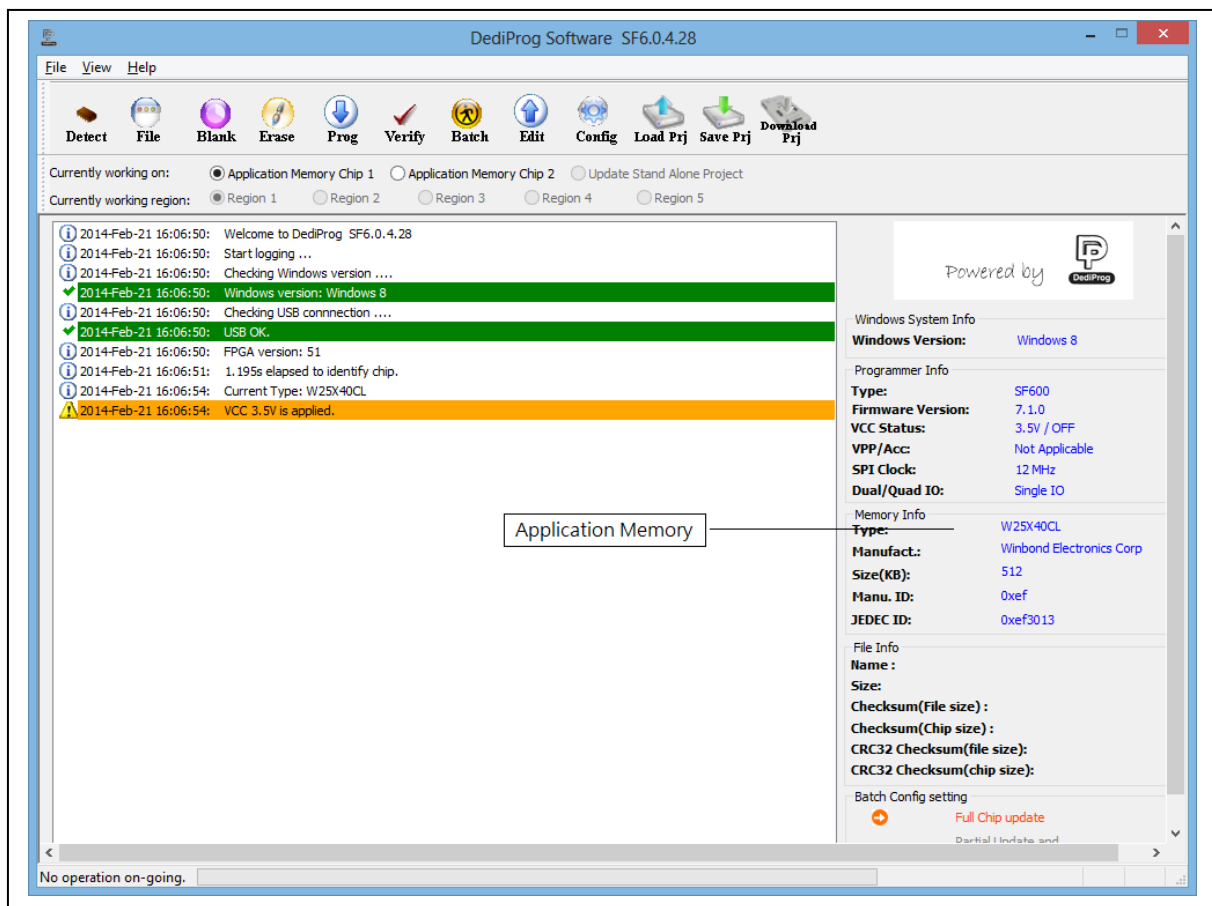 DediProg Software SF6.0.4.28
File View Help
Detect File Blank Erase Prog Verify Batch Edit Config Load Prj Save Prj Download Prj
Currently working on: Application Memory Chip 1 Application Memory Chip 2 Update Stand Alone Project
Currently working region: Region 1 Region 2 Region 3 Region 4 Region 5
2014-Feb-21 16:06:50: Welcome to DediProg SF6.0.4.28
2014-Feb-21 16:06:50: Start logging ...
2014-Feb-21 16:06:50: Checking Windows version ....
2014-Feb-21 16:06:50: Windows version: Windows 8
2014-Feb-21 16:06:50: Checking USB connnection ....
2014-Feb-21 16:06:50: USB OK.
2014-Feb-21 16:06:50: FPGA version: 51
2014-Feb-21 16:06:51: 1.195s elapsed to identify chip.
2014-Feb-21 16:06:54: Current Type: W25X40CL
2014-Feb-21 16:06:54: VCC 3.5V is applied.
Application Memory
Powered by DediProg
Windows System Info
Windows Version: Windows 8
Programmer Info
Type: SF600
Firmware Version: 7.1.0
VCC Status: 3.5V / OFF
VPP/Acc: Not Applicable
SPI Clock: 12 MHz
Dual/Quad IO: Single IO
Memory Info
Type: W25X40CL
Manufact.: Winbond Electronics Corp
Size(KB): 512
Manu. ID: 0xef
JEDEC ID: 0xef3013
File Info
Name :
Size:
Checksum(File size) :
Checksum(Chip size) :
CRC32 Checksum(file size):
CRC32 Checksum(chip size):
Batch Config setting
Full Chip update
Partial Update and
No operation on-going.